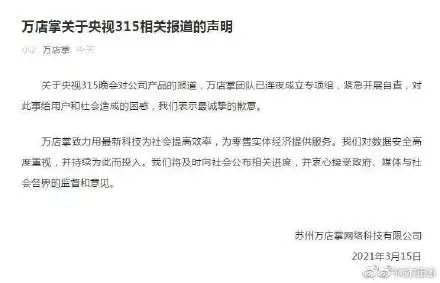 万店掌关于央视315相关报道的声明
万店掌 今天
关于央视315晚会对公司产品的报道，万店掌团队已连夜成立专项组，紧急开展自查，对
此事给用户和社会造成的困惑，我们表示最诚挚的歉意。
万店掌致力用最新科技为社会提高效率，为零售实体经济提供服务。我们对数据安全高
度重视，并持续为此而投入。我们将及时向社会公布相关进度，并衷心接受政府、媒体与社
会各界的监督和意见。
苏州万店掌网络科技有限公司
2021年3月15日